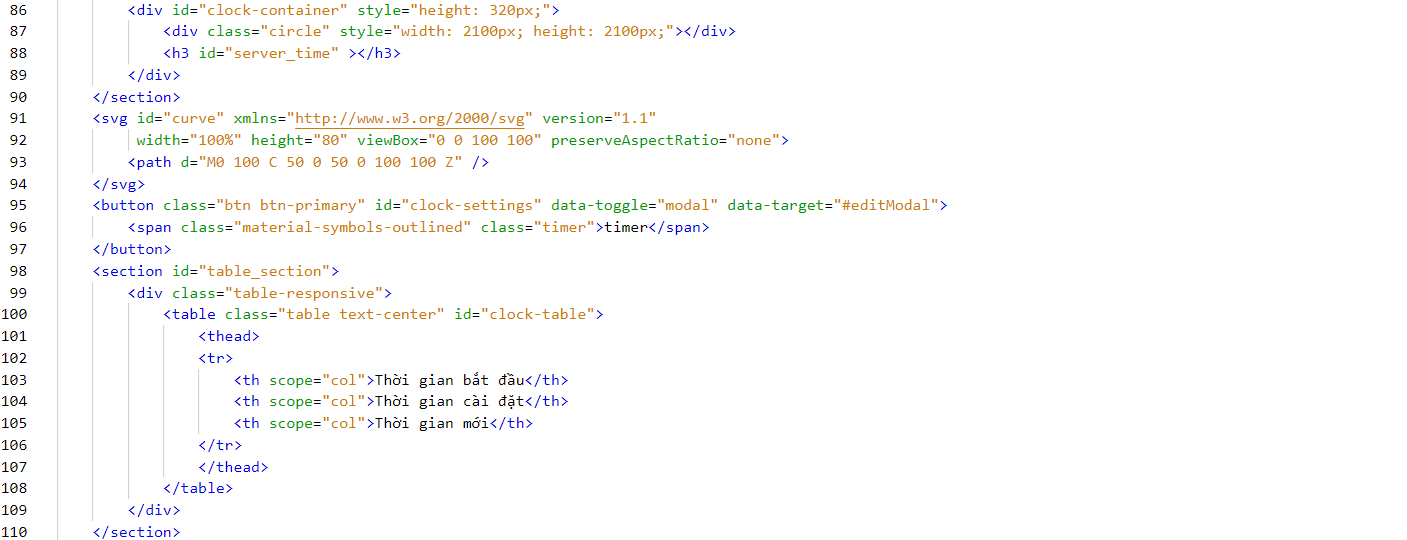 86 <div id="clock-container" style="height: 320px;">
87 <div class="circle" style="width: 2100px; height: 2100px;"></div>
88 <h3 id="server_time" ></h3>
89 </div>
90 </section>
91 <svg id="curve" xmlns="http://www.w3.org/2000/svg" version="1.1"
92 width="100%" height="80" viewBox="0 0 100 100" preserveAspectRatio="none">
93 <path d="M0 100 C 50 0 50 0 100 100 Z" />
94 </svg>
95 <button class="btn btn-primary" id="clock-settings" data-toggle="modal" data-target="#editModal">
96 <span class="material-symbols-outlined" class="timer">timer</span>
97 </button>
98 <section id="table_section">
99 <div class="table-responsive">
100 <table class="table text-center" id="clock-table">
101 <thead>
102 <tr>
103 <th scope="col">Thời gian bắt đầu</th>
104 <th scope="col">Thời gian cài đặt</th>
105 <th scope="col">Thời gian mới</th>
106 </tr>
107 </thead>
108 </table>
109 </div>
110 </section>